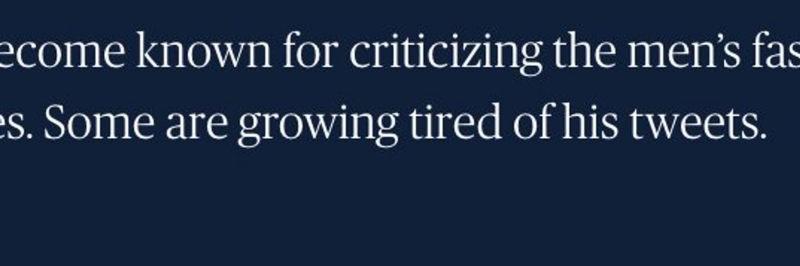 ecome known for criticizing the men’s fas
es. Some are growing tired of his tweets.